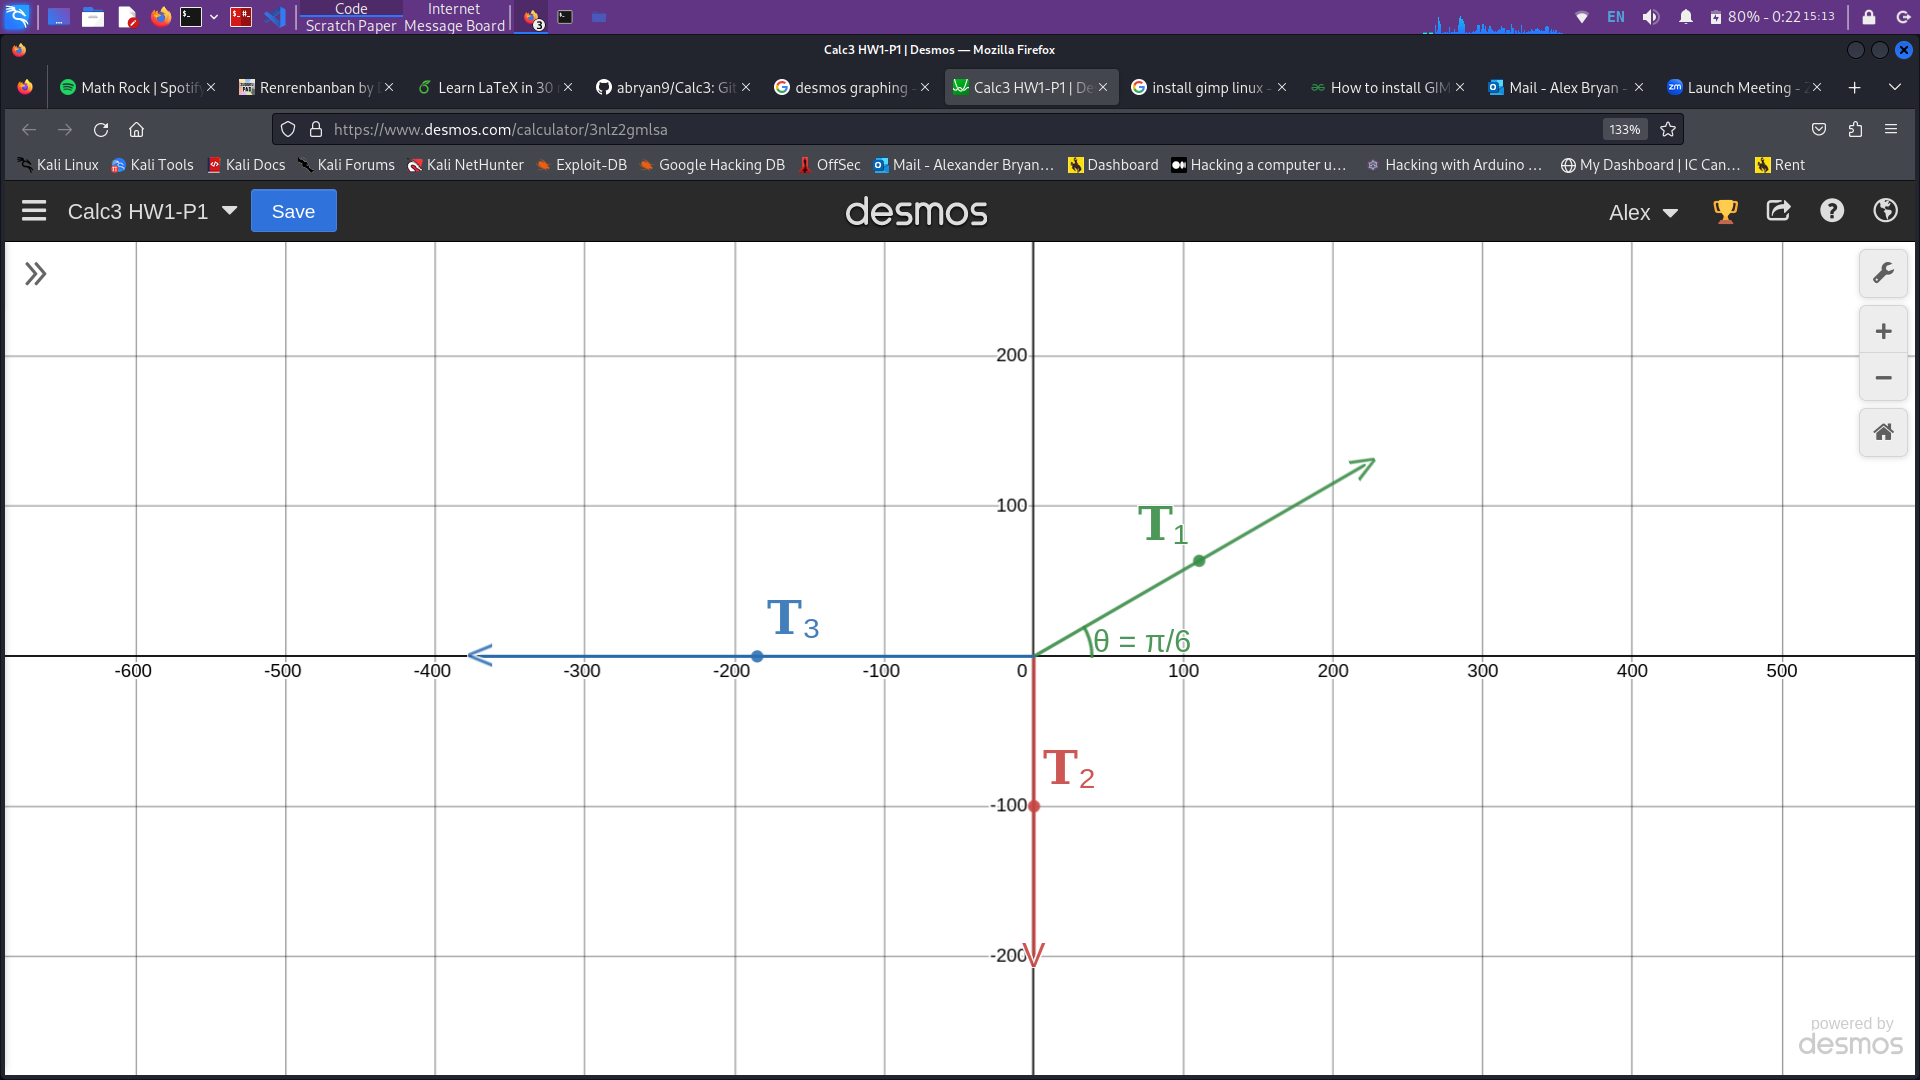 Code
Scratch Paper
Internet
Message Board
3
EN
80% - 0:22 15:13
Calc3 HW1-P1 | Desmos — Mozilla Firefox
Math Rock | Spotif
Renrenbanban by
Learn LaTeX in 30
abryan9/Calc3: Git
desmos graphing -
Calc3 HW1-P1 | De
install gimp linux -
How to install GIM
Mail - Alex Bryan -
zm Launch Meeting -
https://www.desmos.com/calculator/3nlz2gmlsa
133%
Kali Linux
Kali Tools
Kali Docs
Kali Forums
Kali NetHunter
Exploit-DB
Google Hacking DB
OffSec
Mail - Alexander Bryan…
Dashboard
Hacking a computer u…
Hacking with Arduino …
My Dashboard | IC Can…
Rent
Calc3 HW1-P1
Save
desmos
Alex
200
100
T1
T3
θ = π/6
-600 -500 -400 -300 -200 -100 0 100 200 300 400 500
T2
-100
-200
powered by
desmos